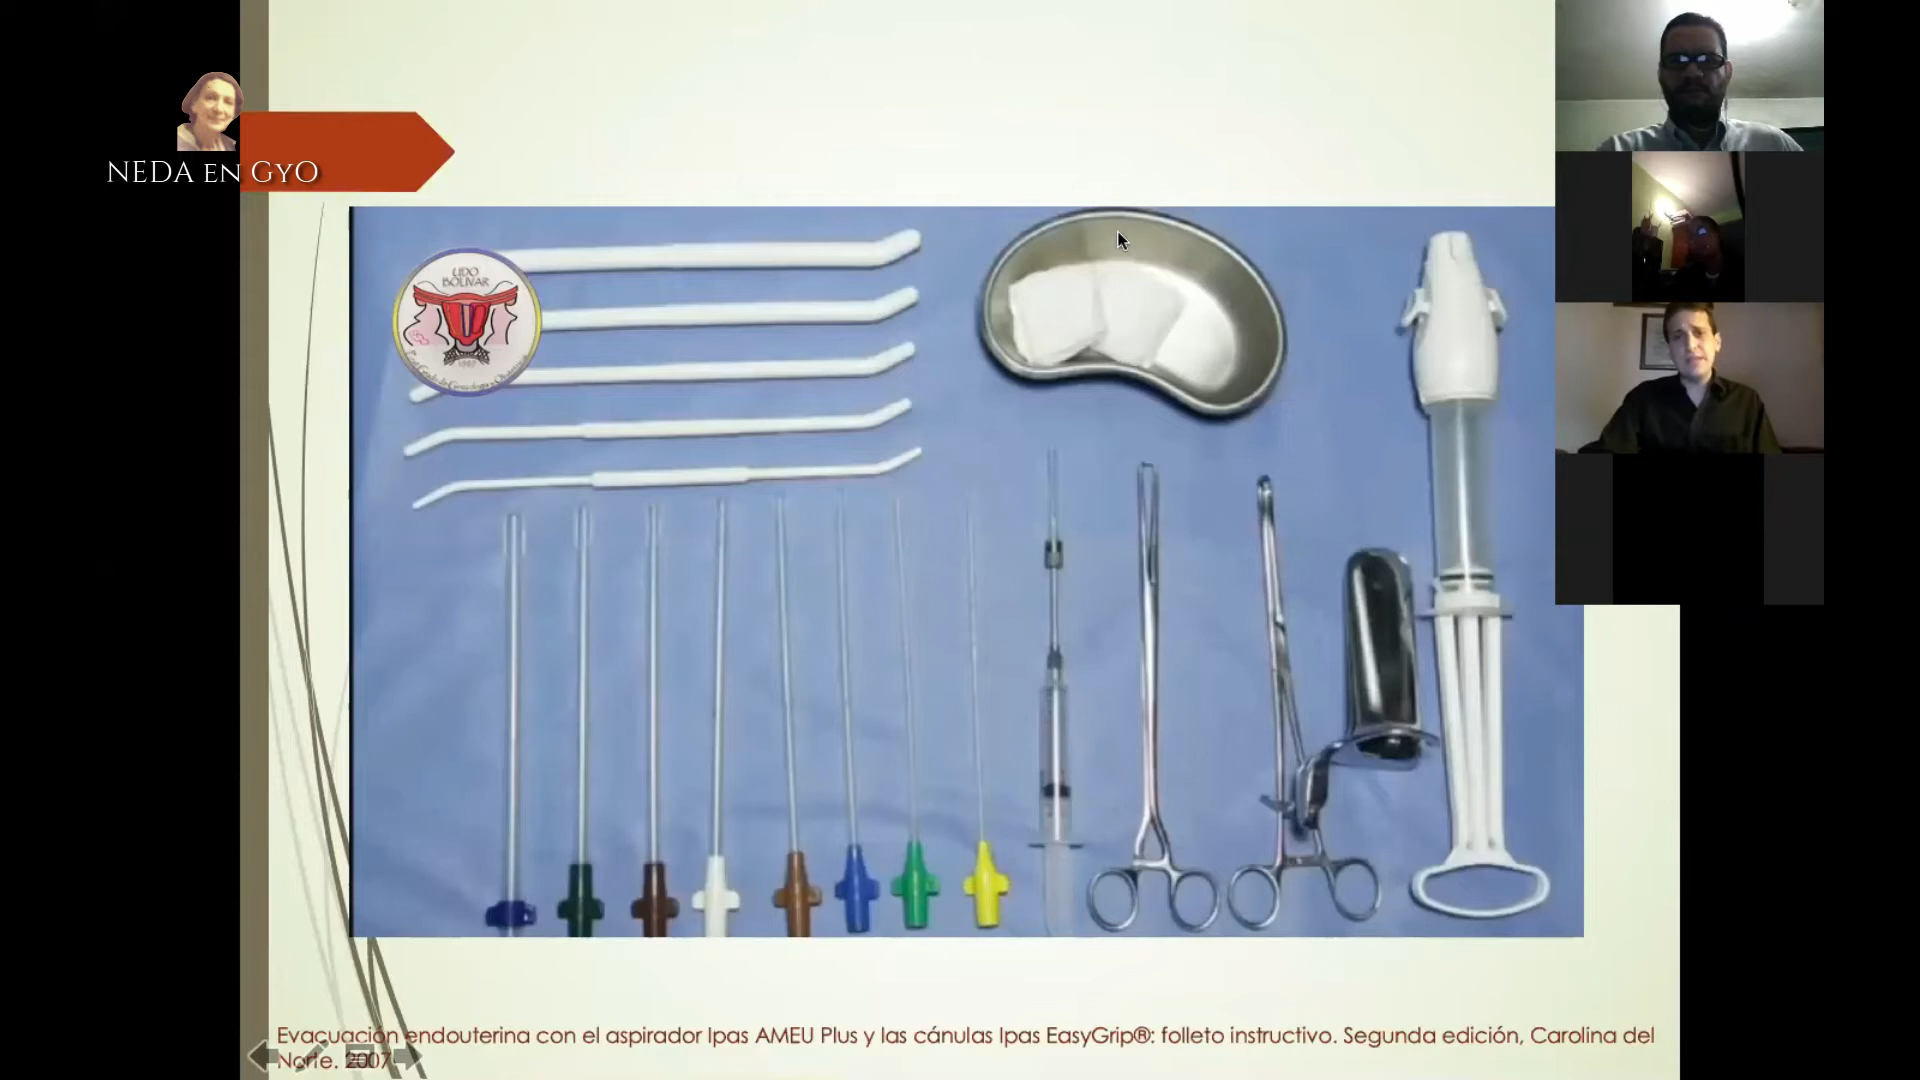 NEDA EN GyO
UDO
BOLIVAR
1987
Evacuación endouterina con el aspirador Ipas AMEU Plus y las cánulas Ipas EasyGrip®: folleto instructivo. Segunda edición, Carolina del
Norte. 2007